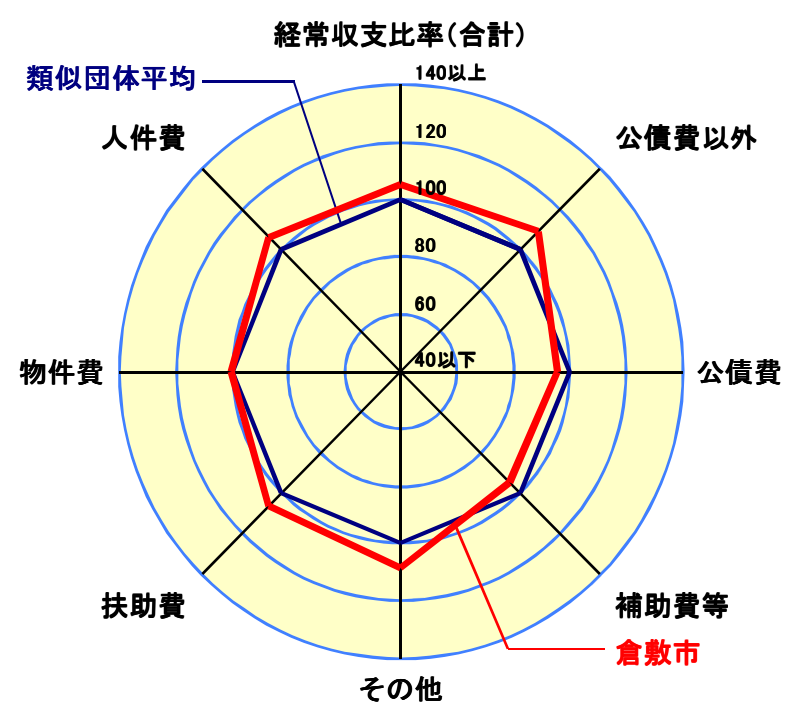 経常収支比率（合計）
140以上
類似団体平均
120
人件費
公債費以外
100
80
60
40以下
物件費
公債費
扶助費
補助費等
倉敷市
その他